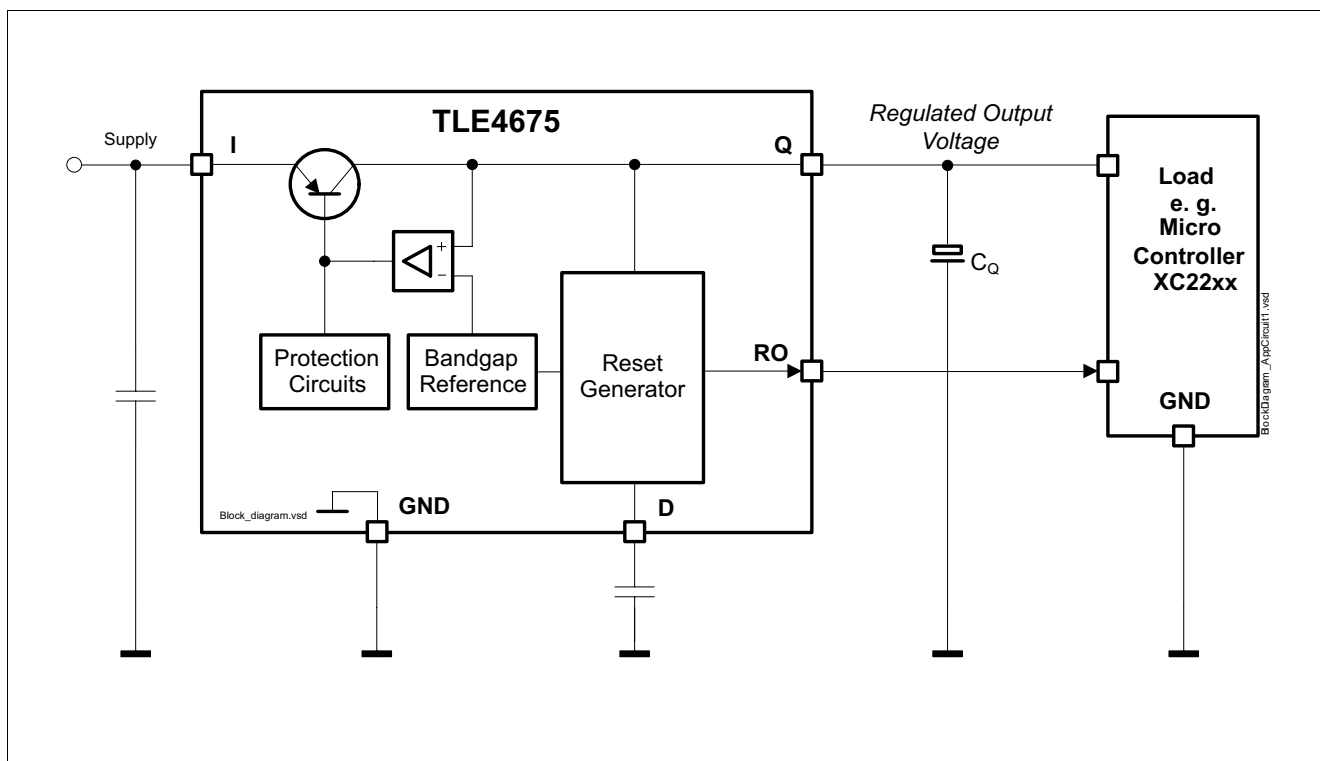 TLE4675
Supply
I
Q
Regulated Output
Voltage
+
-
Protection
Circuits
Bandgap
Reference
Reset
Generator
RO
GND
D
Block_diagram.vsd
CQ
Load
e. g.
Micro
Controller
XC22xx
GND
BlockDiagram_AppCircuit1.vsd